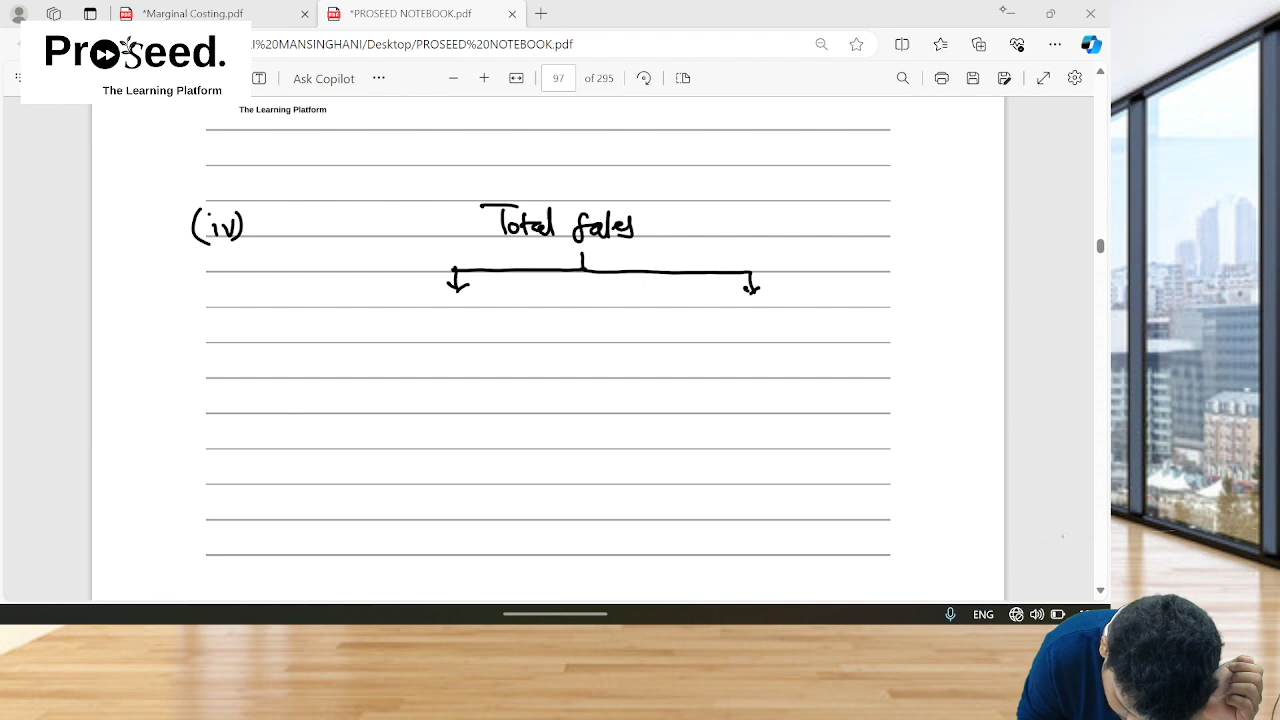 *Marginal Costing.pdf
*PROSEED NOTEBOOK.pdf
Proseed.
The Learning Platform
MANSINGHANI/Desktop/PROSEED%20NOTEBOOK.pdf
Ask Copilot
97 of 295
The Learning Platform
(iv) Total Sales
ENG